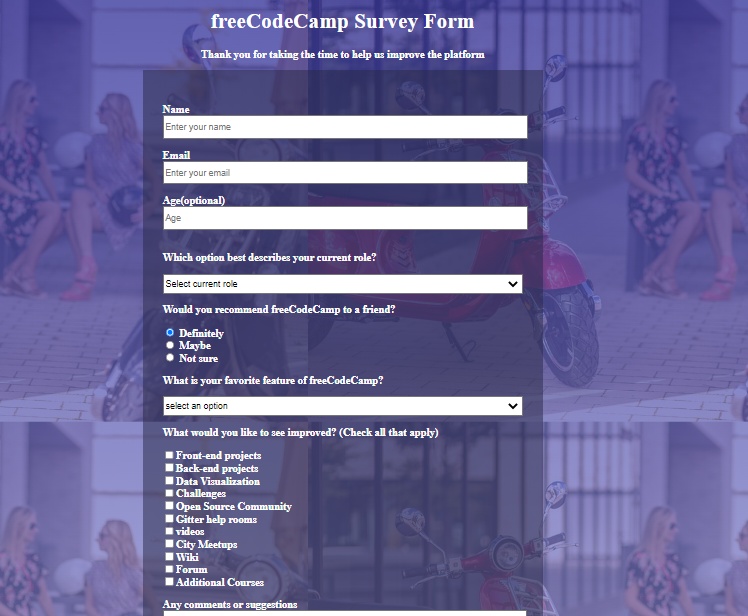 freeCodeCamp Survey Form
Thank you for taking the time to help us improve the platform
Name
Enter your name
Email
Enter your email
Age(optional)
Age
Which option best describes your current role?
Select current role
Would you recommend freeCodeCamp to a friend?
Definitely
Maybe
Not sure
What is your favorite feature of freeCodeCamp?
select an option
What would you like to see improved? (Check all that apply)
Front-end projects
Back-end projects
Data Visualization
Challenges
Open Source Community
Gitter help rooms
videos
City Meetups
Wiki
Forum
Additional Courses
Any comments or suggestions